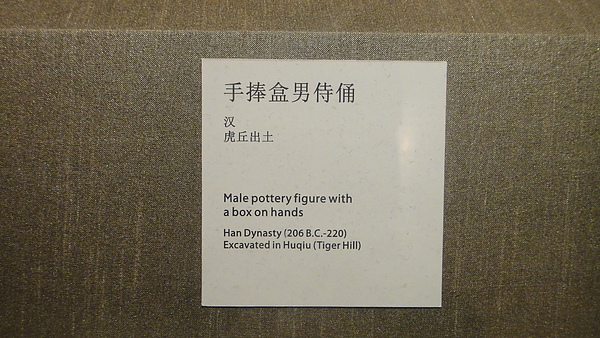 手捧盒男侍俑
汉
虎丘出土
Male pottery figure with
a box on hands
Han Dynasty (206 B.C.-220)
Excavated in Huqiu (Tiger Hill)